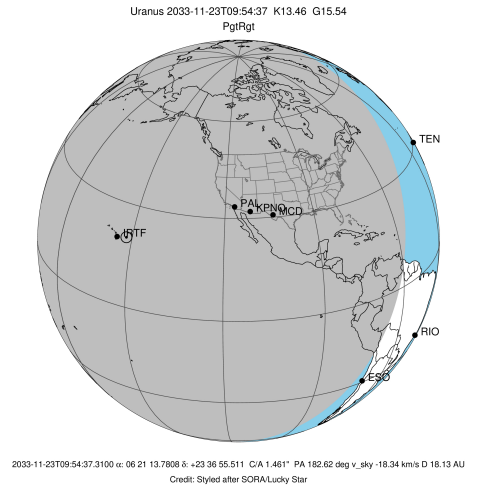 Uranus 2033-11-23T09:54:37 K13.46 G15.54
PgtRgt
TEN
PAL
KPNO
MCD
IRTF
RIO
ESO
2033-11-23T09:54:37.3100 α: 06 21 13.7808 δ: +23 36 55.511 C/A 1.461" PA 182.62 deg v_sky -18.34 km/s D 18.13 AU
Credit: Styled after SORA/Lucky Star